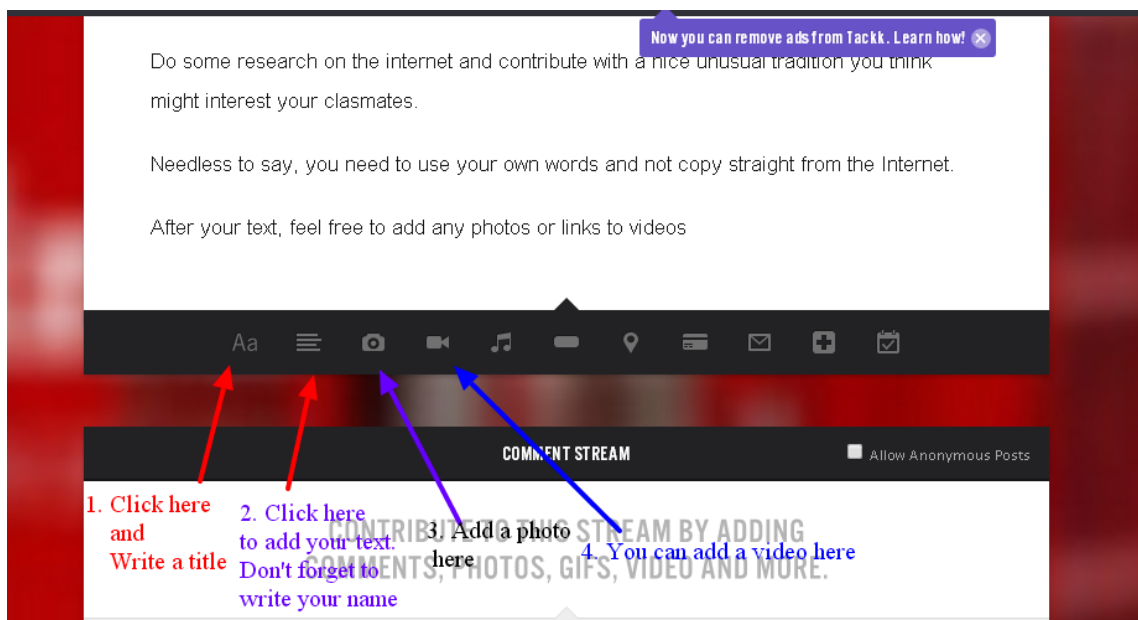 Now you can remove ads from Tackk. Learn how!
Do some research on the internet and contribute with a nice unusual tradition you think
might interest your clasmates.
Needless to say, you need to use your own words and not copy straight from the Internet.
After your text, feel free to add any photos or links to videos
Aa
COMMENT STREAM
Allow Anonymous Posts
CONTRIBUTE TO THIS STREAM BY ADDING
COMMENTS, PHOTOS, GIFS, VIDEO AND MORE.
1. Click here
and
Write a title
2. Click here
to add your text.
Don't forget to
write your name
3. Add a photo
here
4. You can add a video here